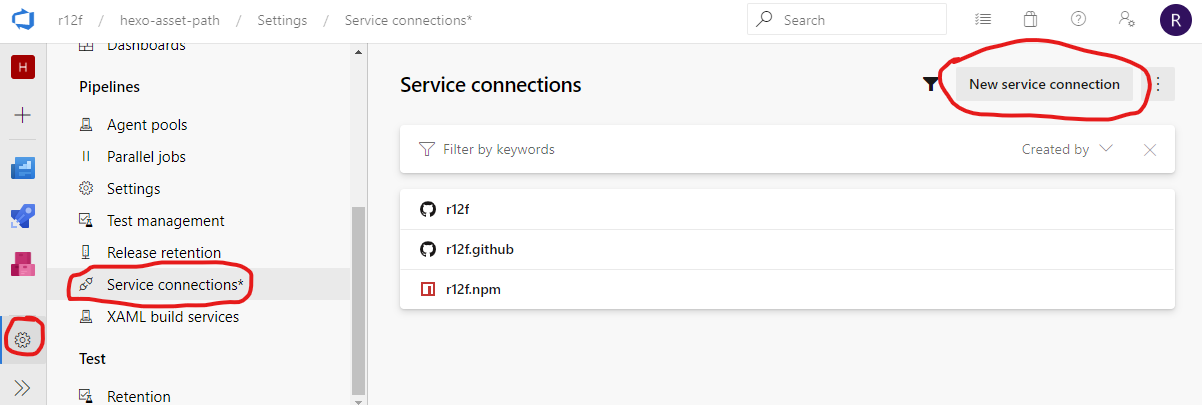 r12f / hexo-asset-path / Settings / Service connections*
Search
R
H
Dashboards
Pipelines
Agent pools
Parallel jobs
Settings
Test management
Release retention
Service connections*
XAML build services
Test
Retention
Service connections
New service connection
Filter by keywords
Created by
r12f
r12f.github
r12f.npm